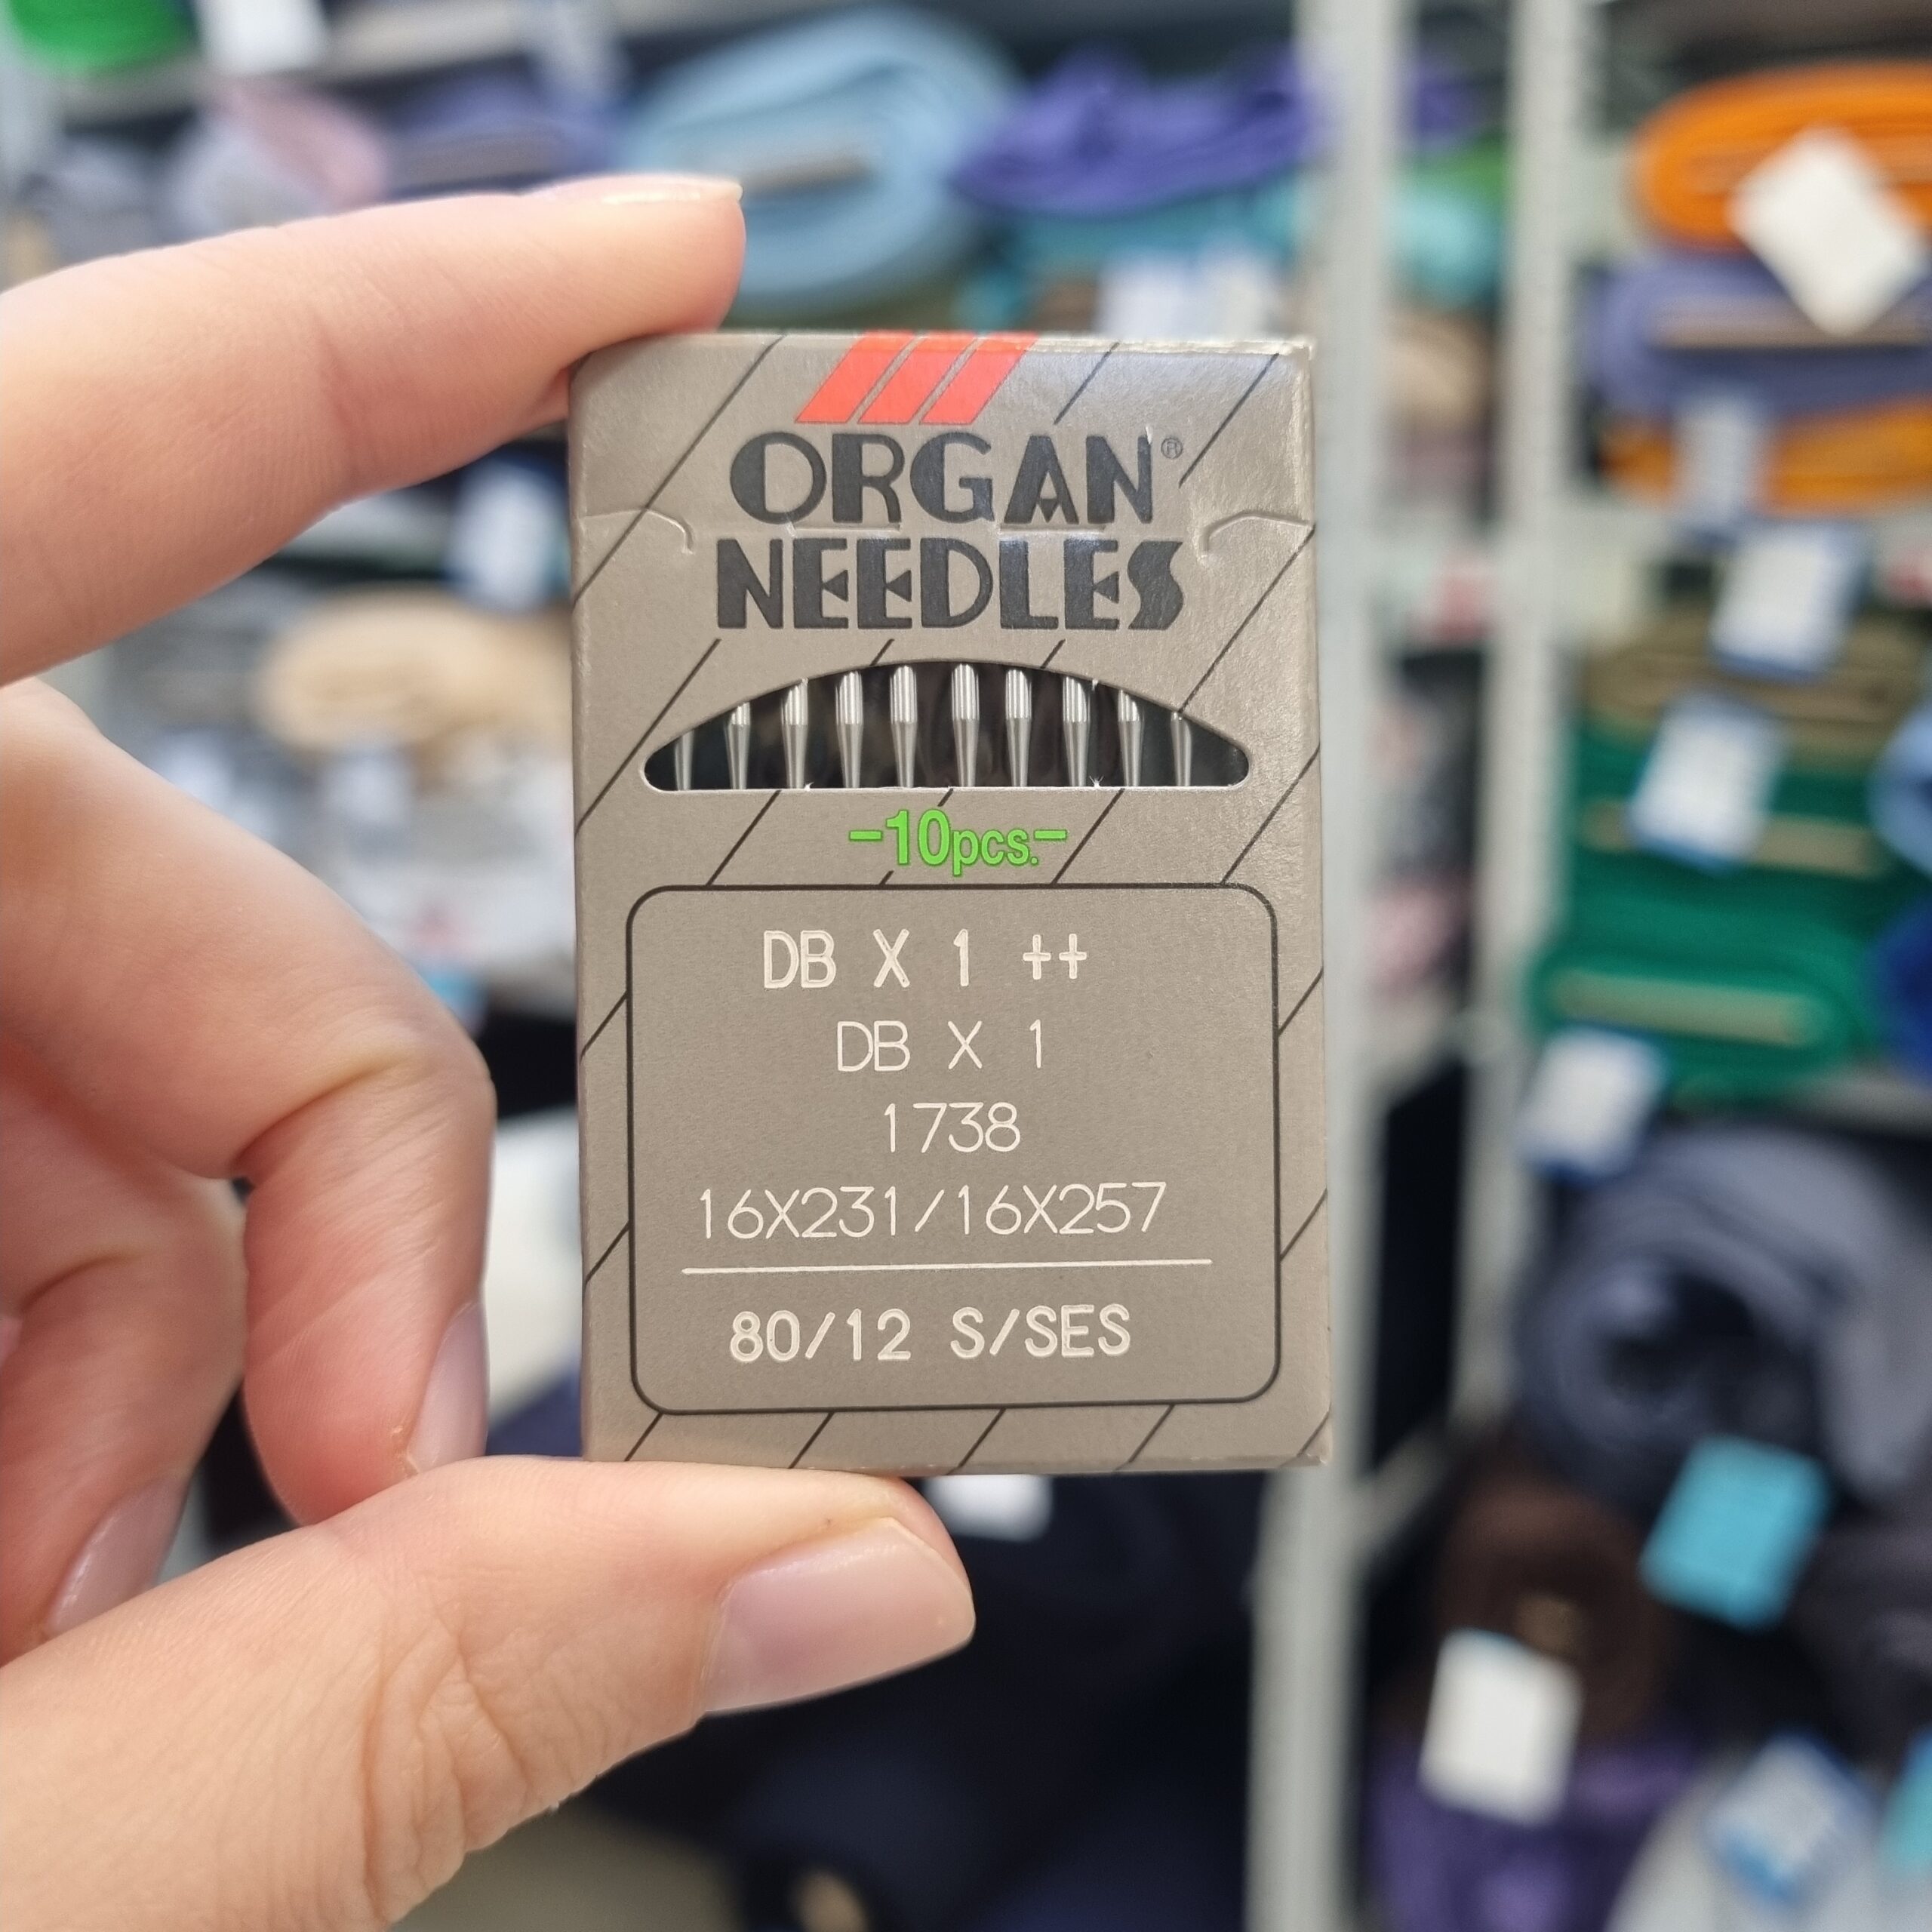 ORGAN®
NEEDLES
-10pcs.-
DB X 1 ++
DB X 1
1738
16X231/16X257
80/12 S/SES